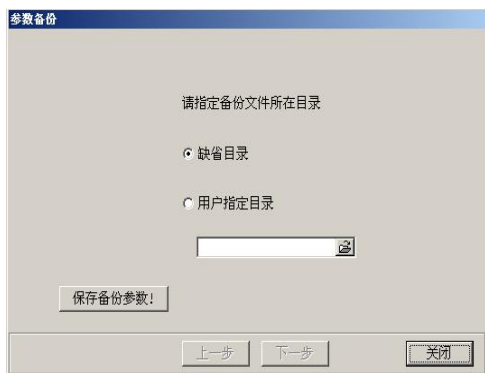 参数备份
请指定备份文件所在目录
缺省目录
用户指定目录
保存备份参数!
上一步
下一步
关闭